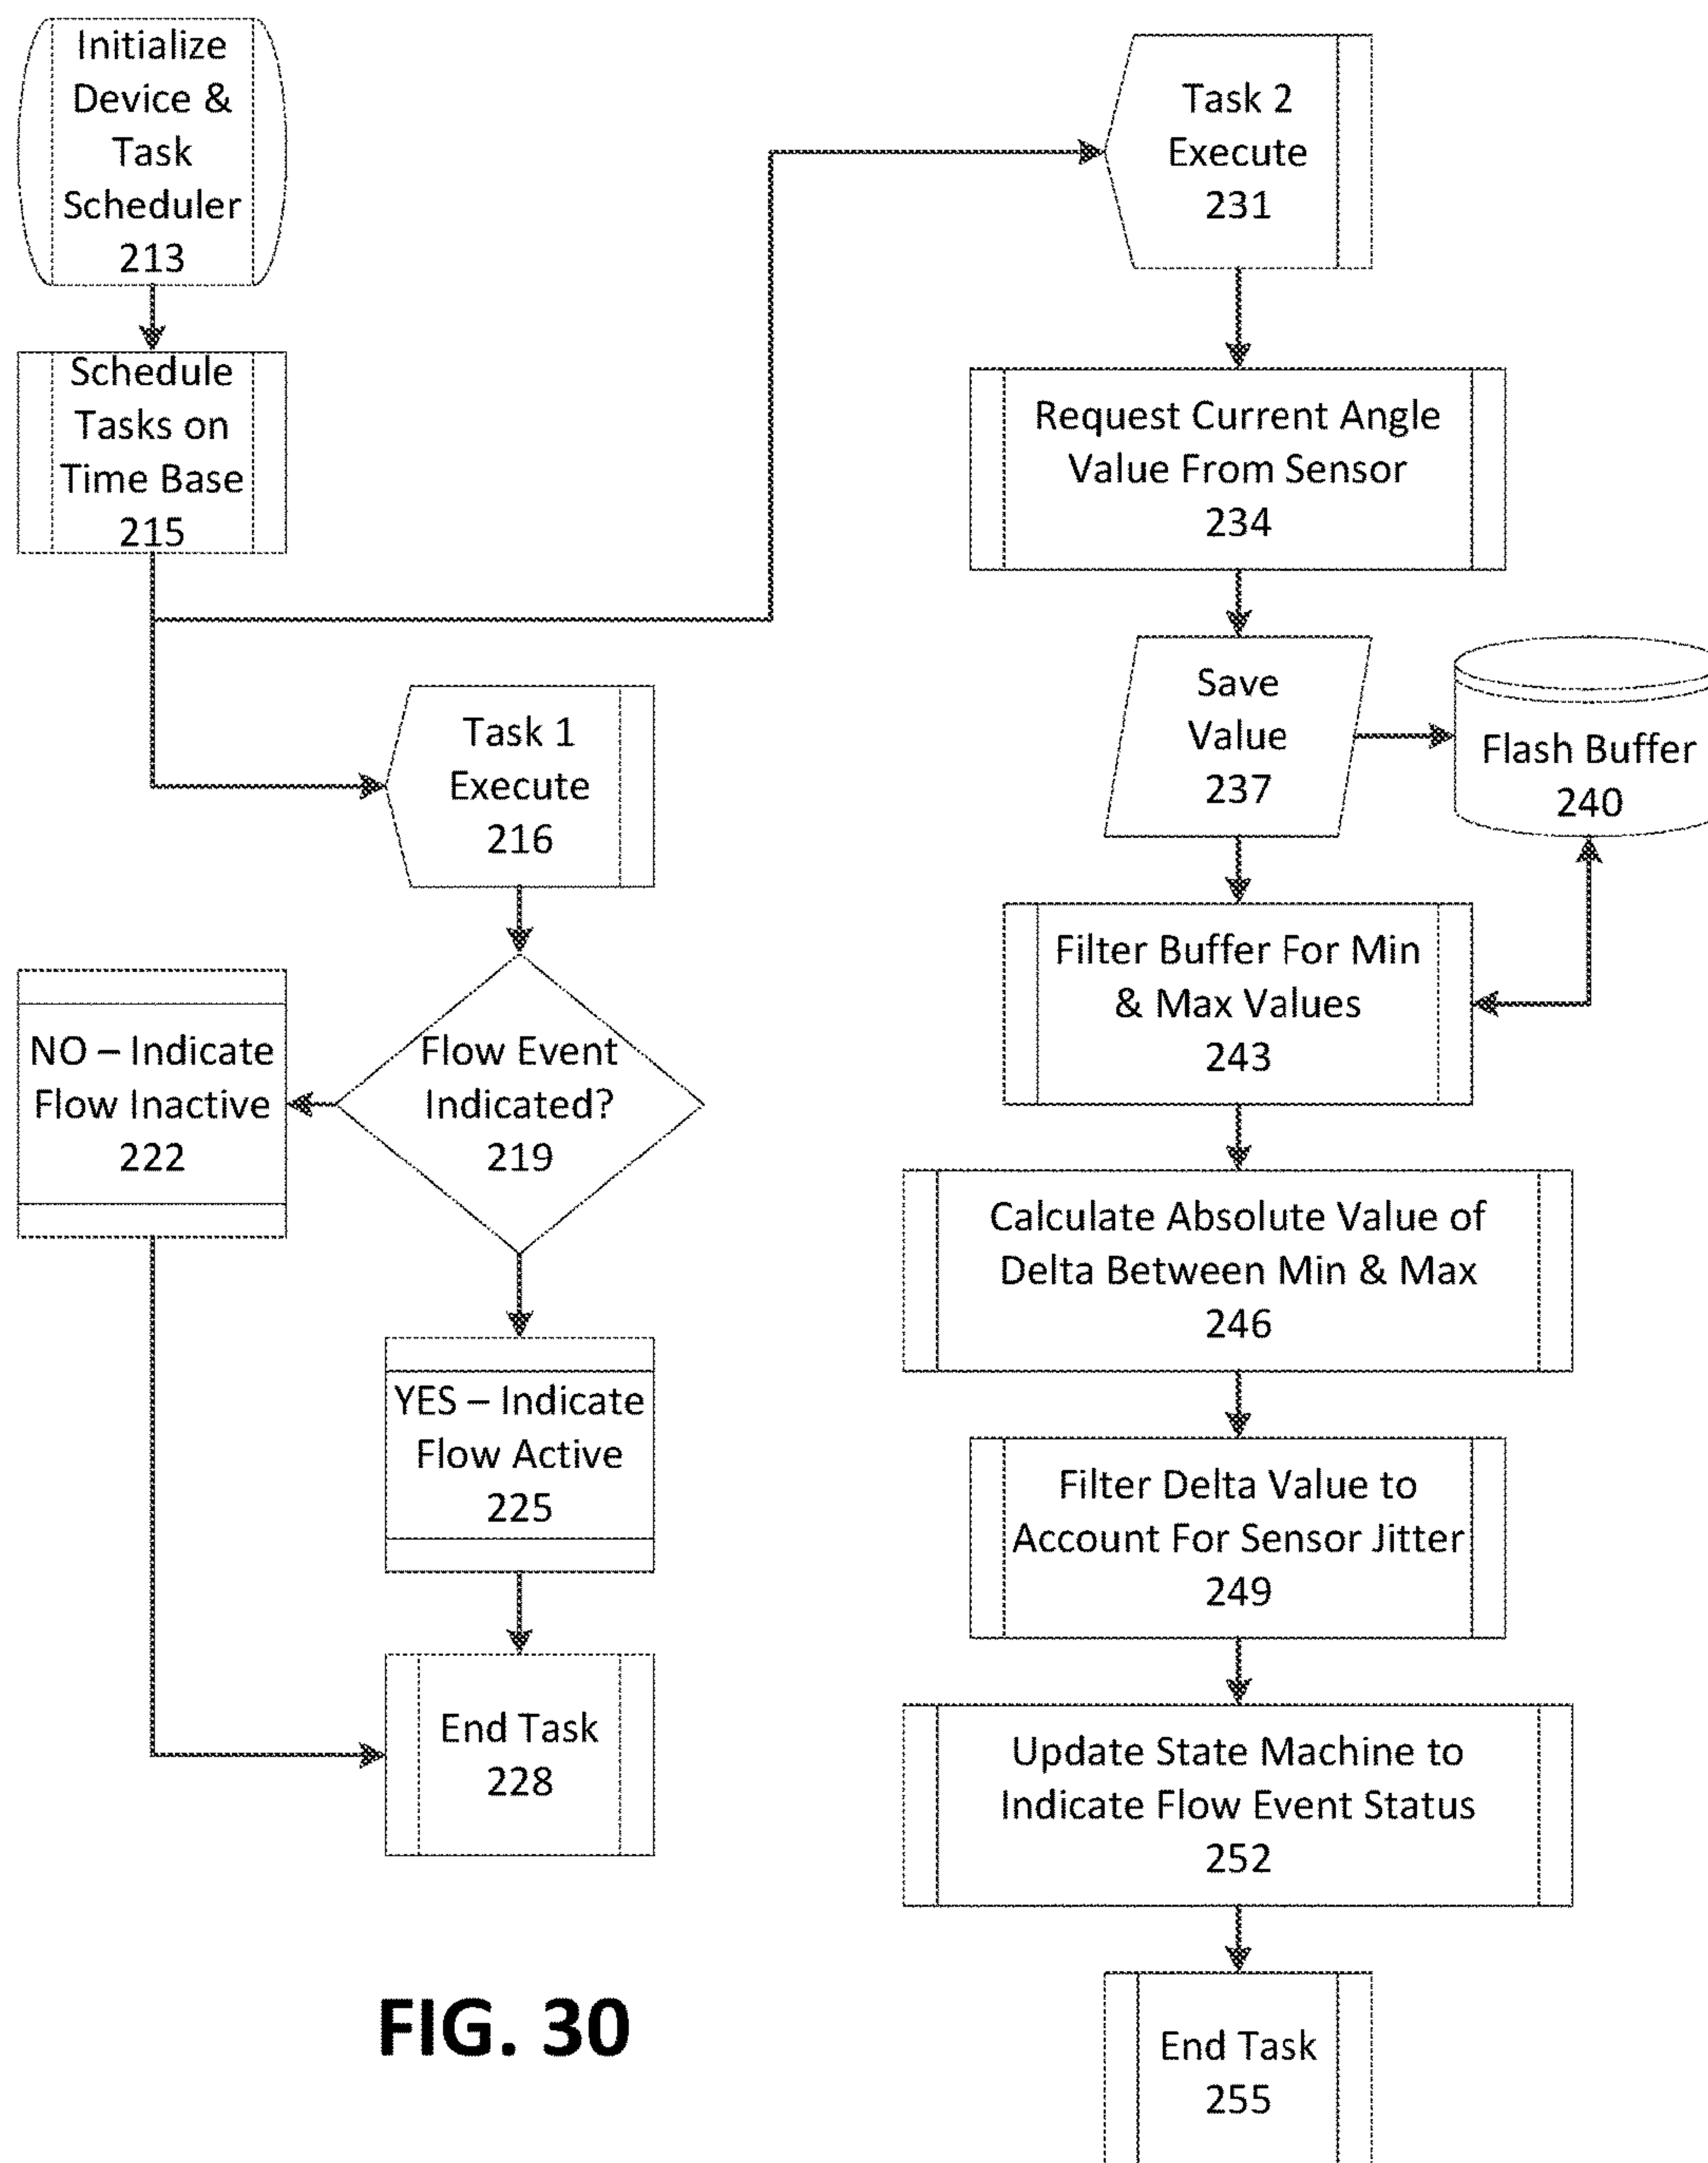 Initialize
Device &
Task
Scheduler
213
Schedule
Tasks on
Time Base
215
Task 1
Execute
216
Flow Event
Indicated?
219
NO – Indicate
Flow Inactive
222
YES – Indicate
Flow Active
225
End Task
228
Task 2
Execute
231
Request Current Angle
Value From Sensor
234
Save
Value
237
Flash Buffer
240
Filter Buffer For Min
& Max Values
243
Calculate Absolute Value of
Delta Between Min & Max
246
Filter Delta Value to
Account For Sensor Jitter
249
Update State Machine to
Indicate Flow Event Status
252
End Task
255
FIG. 30